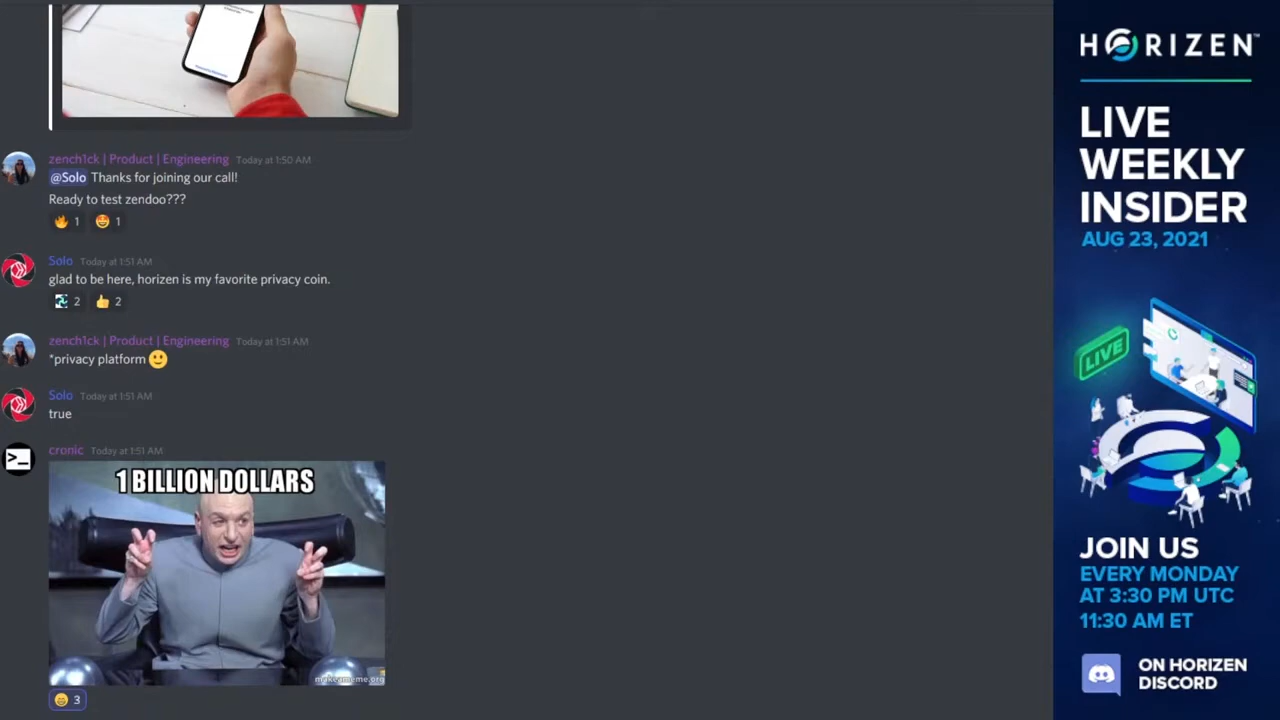 zench1ck | Product | Engineering Today at 1:50 AM
@Solo Thanks for joining our call!
Ready to test zendoo???
1 1
Solo Today at 1:51 AM
glad to be here, horizen is my favorite privacy coin.
2 2
zench1ck | Product | Engineering Today at 1:51 AM
*privacy platform
Solo Today at 1:51 AM
true
cronic Today at 1:51 AM
1 BILLION DOLLARS
makeameme.org
3
HORIZEN™
LIVE
WEEKLY
INSIDER
AUG 23, 2021
LIVE
JOIN US
EVERY MONDAY
AT 3:30 PM UTC
11:30 AM ET
ON HORIZEN
DISCORD